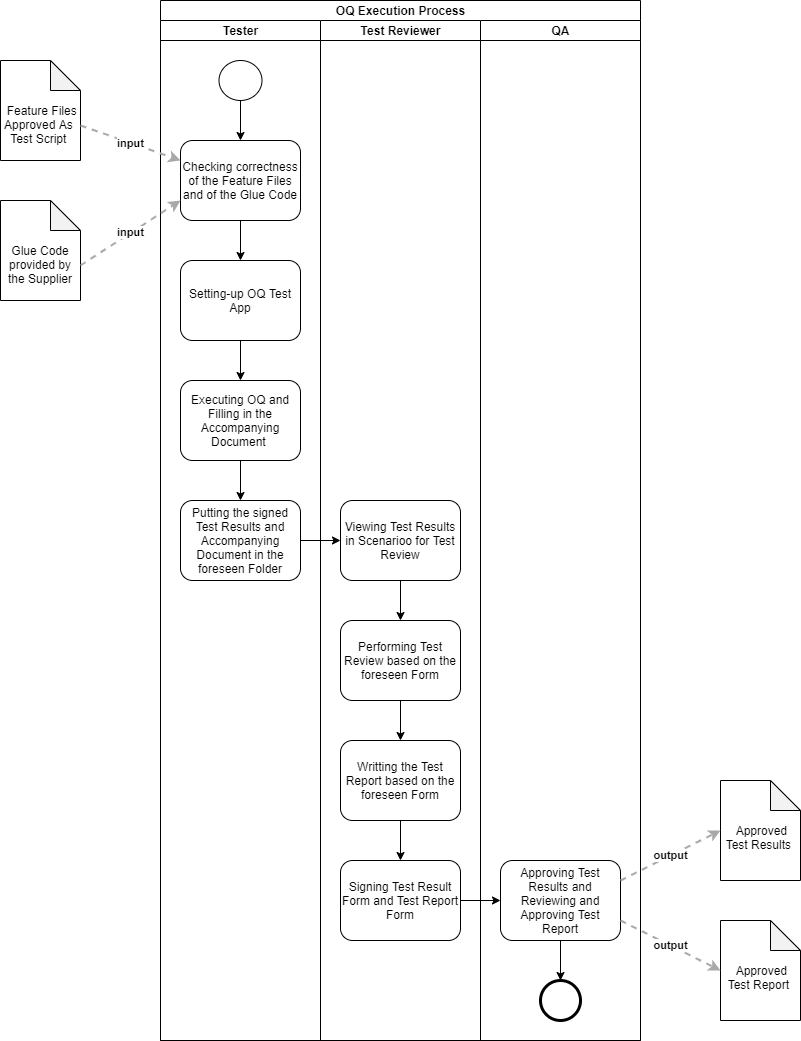 OQ Execution Process
Tester
Test Reviewer
QA
Feature Files
Approved As
Test Script
input
Checking correctness
of the Feature Files
and of the Glue Code
Glue Code
provided by
the Supplier
input
Setting-up OQ Test
App
Executing OQ and
Filling in the
Accompanying
Document
Putting the signed
Test Results and
Accompanying
Document in the
foreseen Folder
Viewing Test Results
in Scenarioo for Test
Review
Performing Test
Review based on the
foreseen Form
Writting the Test
Report based on the
foreseen Form
Signing Test Result
Form and Test Report
Form
Approving Test
Results and
Reviewing and
Approving Test
Report
output
Approved
Test Results
output
Approved
Test Report